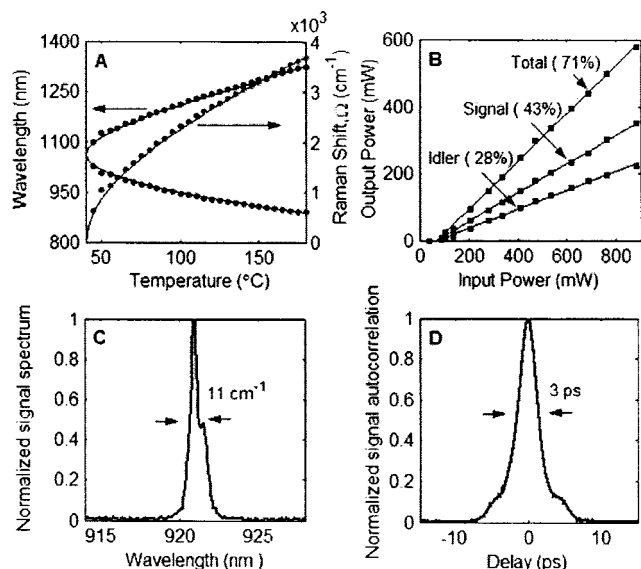 ×10³
A
Wavelength (nm)
1400
1250
1100
950
800
50
100
150
Temperature (°C)
4
3
2
1
0
Raman Shift,Ω (cm⁻¹)
B
Output Power (mW)
600
400
200
0
Total ( 71%)
Signal ( 43%)
Idler ( 28%)
0
200
400
600
800
Input Power (mW)
C
Normalized signal spectrum
1
0.8
0.6
0.4
0.2
0
11 cm⁻¹
915
920
925
Wavelength (nm )
D
Normalized signal autocorrelation
1
0.8
0.6
0.4
0.2
0
3 ps
-10
0
10
Delay (ps)